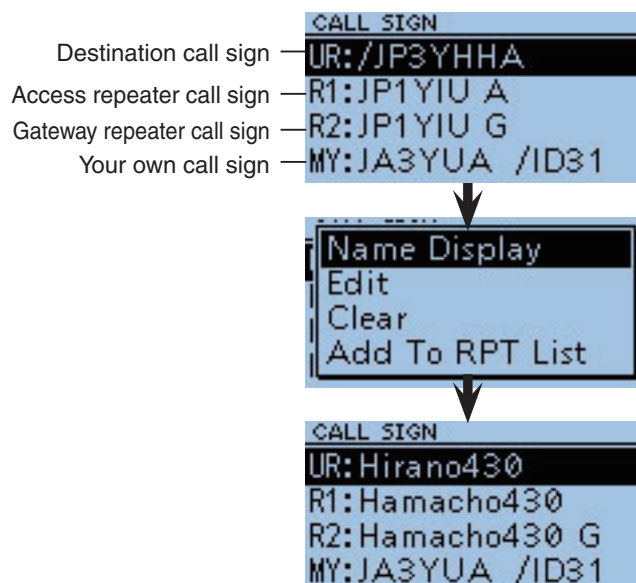 CALL SIGN
Destination call sign
UR:/JP3YHHA
Access repeater call sign
R1:JP1YIU A
Gateway repeater call sign
R2:JP1YIU G
Your own call sign
MY:JA3YUA /ID31
Name Display
Edit
Clear
Add To RPT List
CALL SIGN
UR:Hirano430
R1:Hamacho430
R2:Hamacho430 G
MY:JA3YUA /ID31